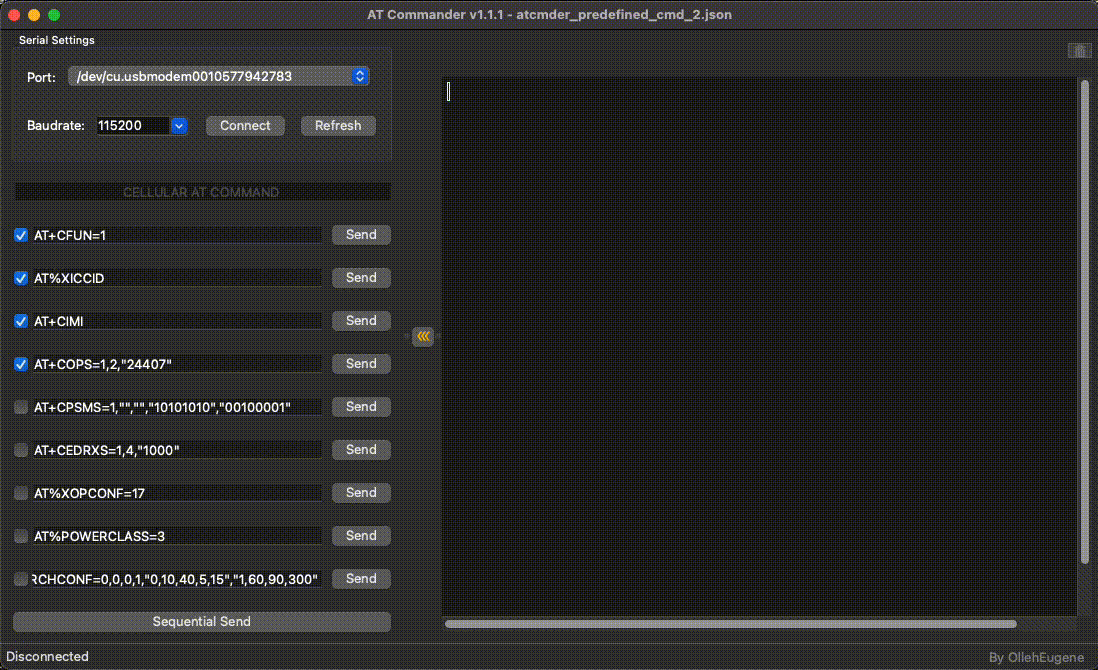 AT Commander v1.1.1 - atcmder_predefined_cmd_2.json
Serial Settings
Port: /dev/cu.usbmodem0010577942783
Baudrate: 115200 Connect Refresh
CELLULAR AT COMMAND
AT+CFUN=1 Send
AT%XICCID Send
AT+CIMI Send
AT+COPS=1,2,"24407" Send
AT+CPSMS=1,"","","10101010","00100001" Send
AT+CEDRXS=1,4,"1000" Send
AT%XOPCONF=17 Send
AT%POWERCLASS=3 Send
RCHCONF=0,0,0,1,"0,10,40,5,15","1,60,90,300" Send
Sequential Send
Disconnected
By OllehEugene